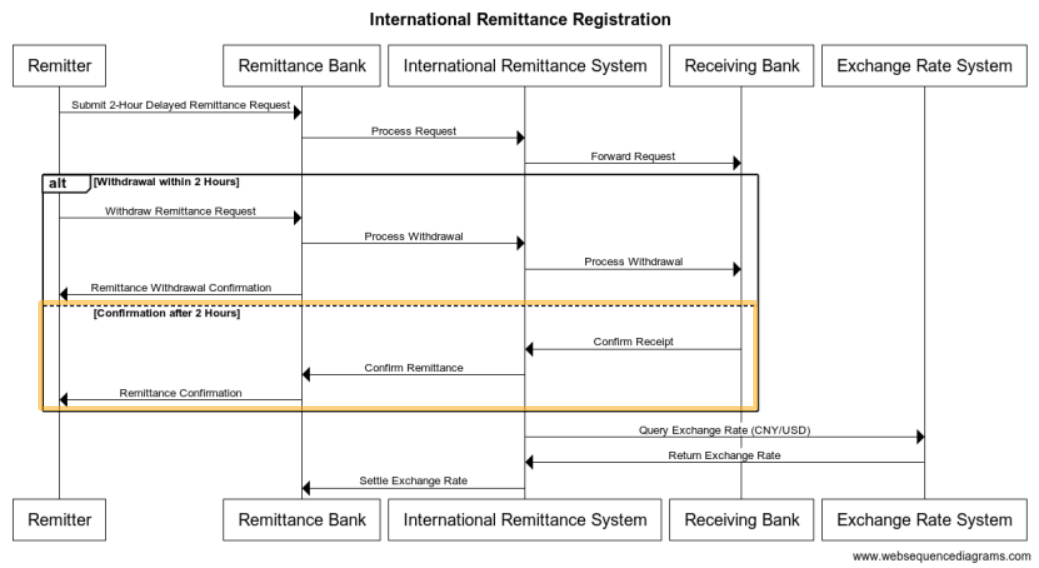 International Remittance Registration
Remitter Remittance Bank International Remittance System Receiving Bank Exchange Rate System
Submit 2-Hour Delayed Remittance Request
Process Request
Forward Request
alt [Withdrawal within 2 Hours]
Withdraw Remittance Request
Process Withdrawal
Process Withdrawal
Remittance Withdrawal Confirmation
[Confirmation after 2 Hours]
Confirm Receipt
Confirm Remittance
Remittance Confirmation
Query Exchange Rate (CNY/USD)
Return Exchange Rate
Settle Exchange Rate
Remitter Remittance Bank International Remittance System Receiving Bank Exchange Rate System
www.websequencediagrams.com